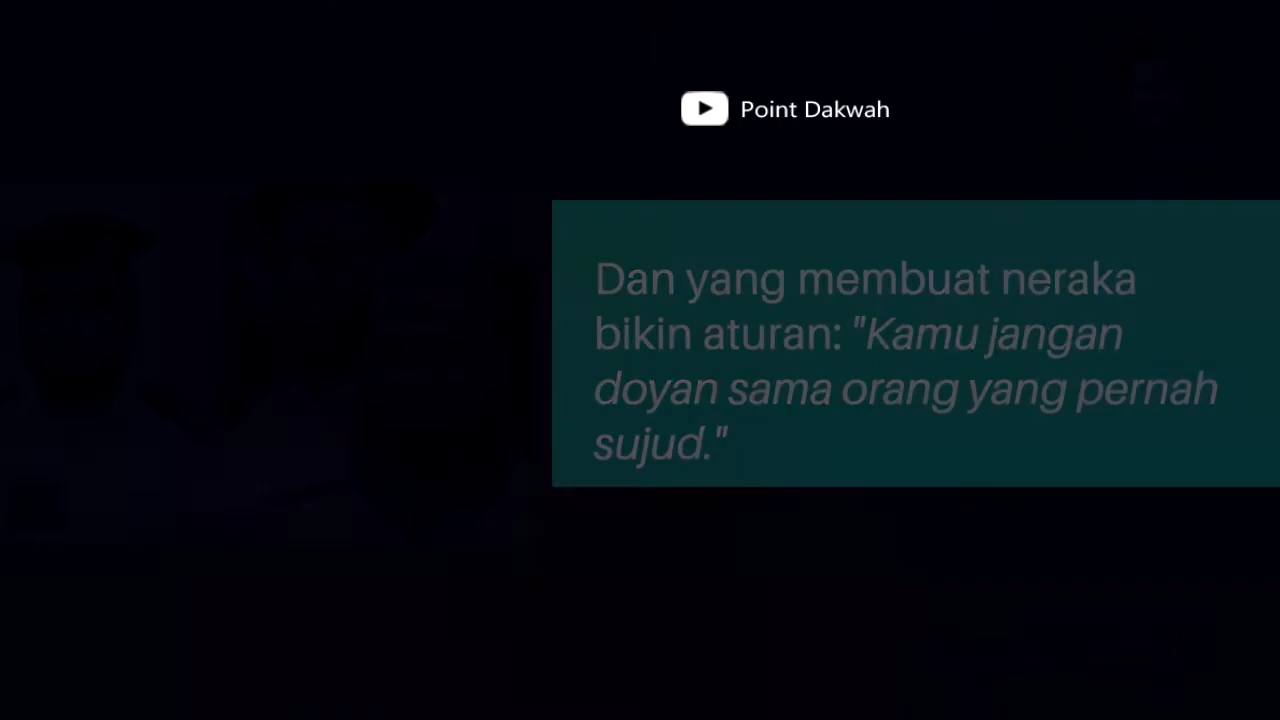 Point Dakwah
Dan yang membuat neraka
bikin aturan: "Kamu jangan
doyan sama orang yang pernah
sujud."